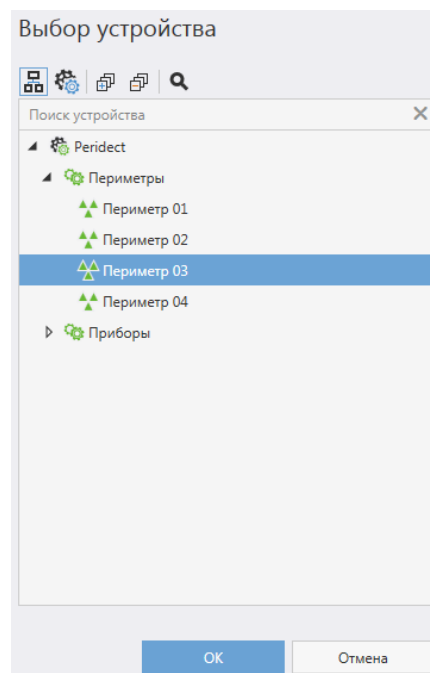 Выбор устройства
Поиск устройства
Peridect
Периметры
Периметр 01
Периметр 02
Периметр 03
Периметр 04
Приборы
OK
Отмена